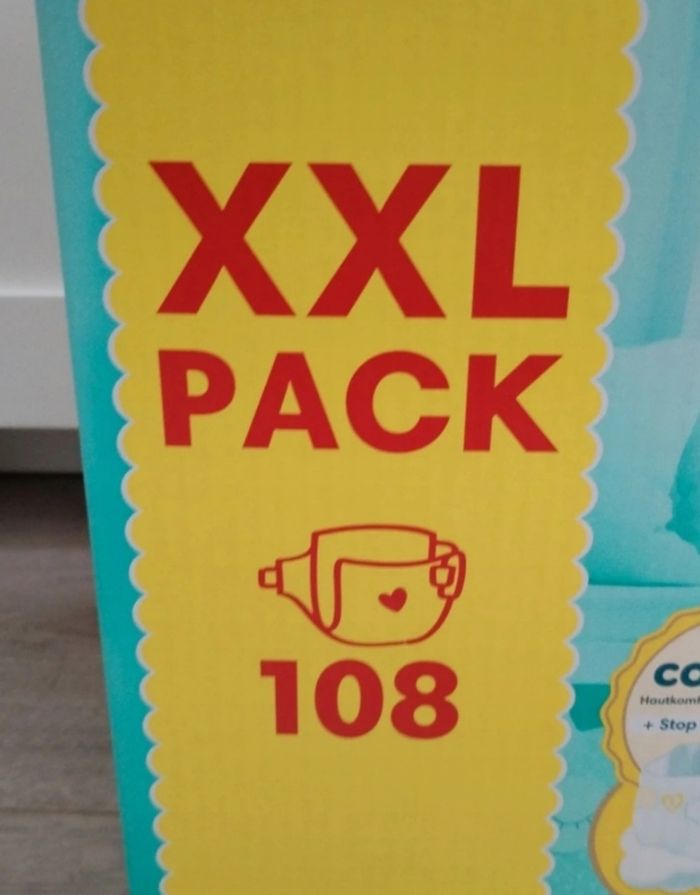 XXL
PACK
108
+ Stop